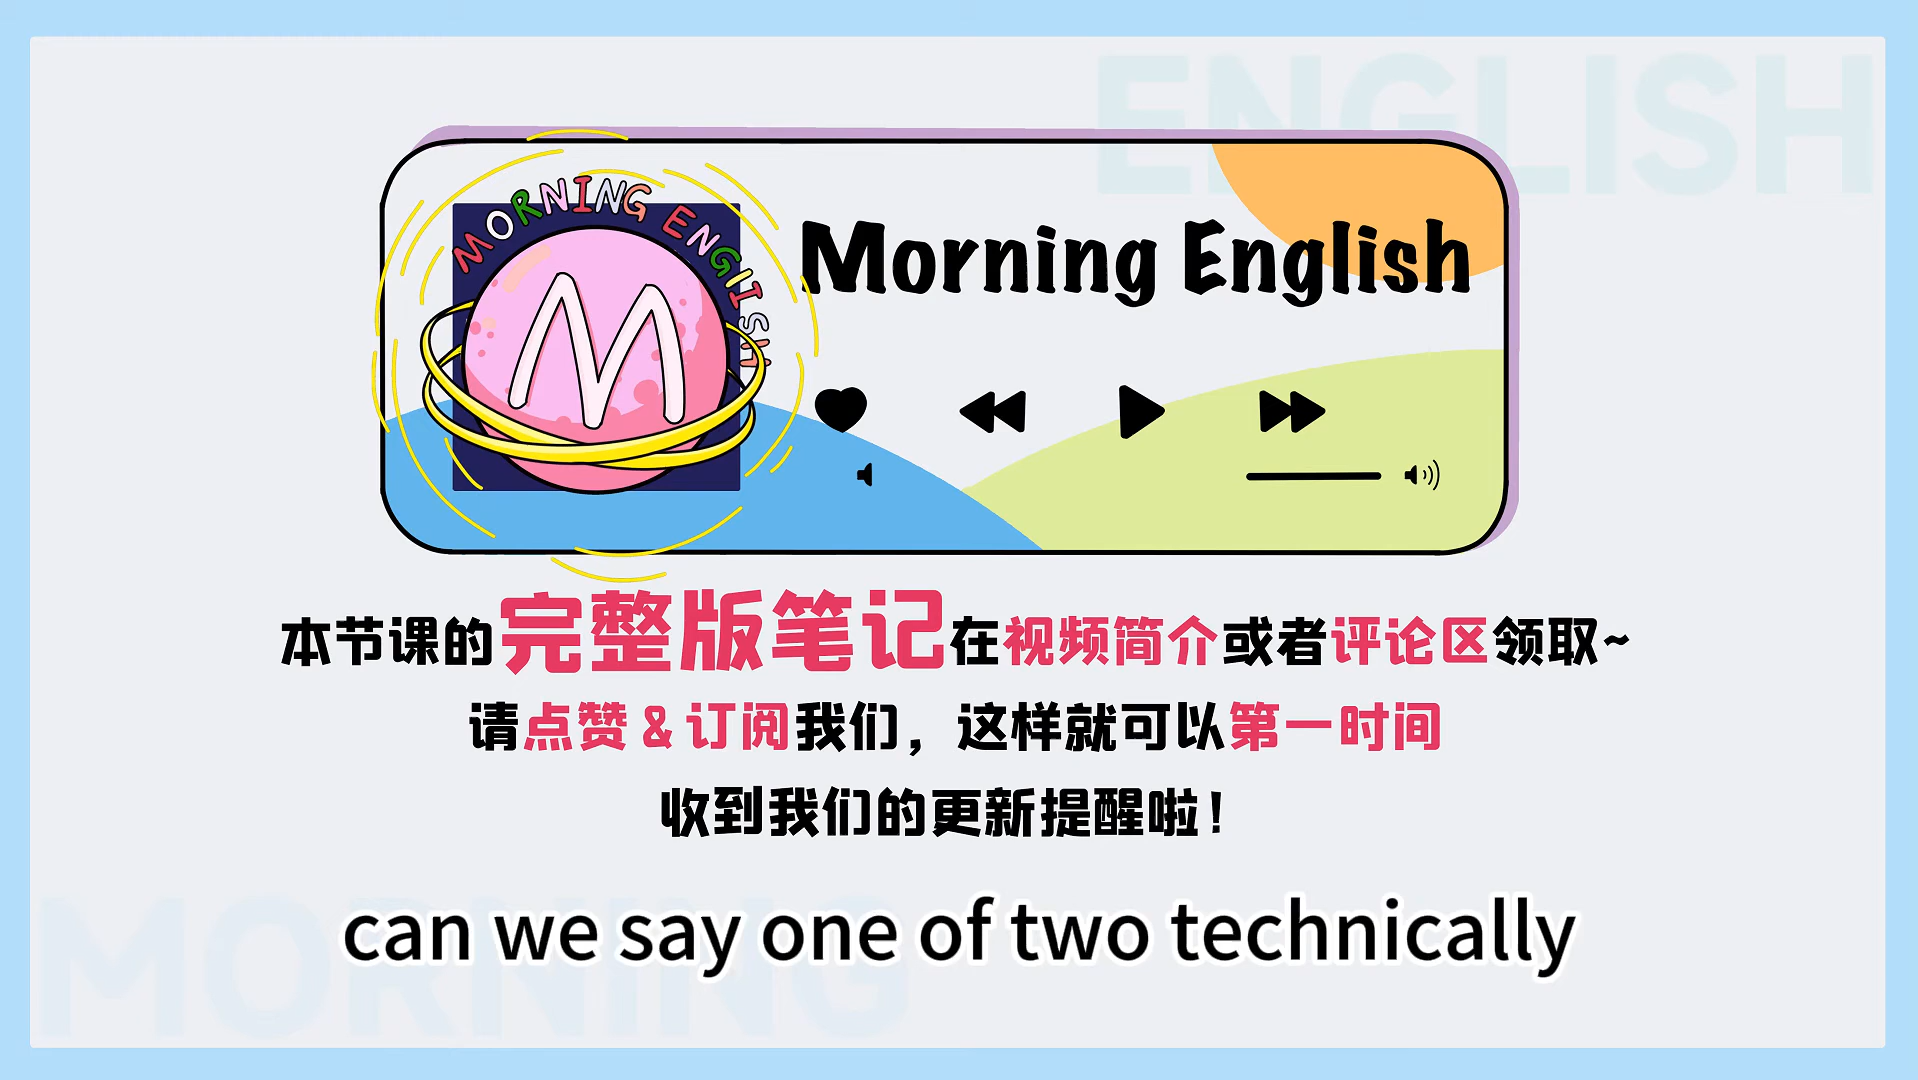 ENGLISH
MORNING ENGLISH
M
Morning English
本节课的完整版笔记在视频简介或者评论区领取~
请点赞&订阅我们，这样就可以第一时间
收到我们的更新提醒啦！
MORNING
can we say one of two technically